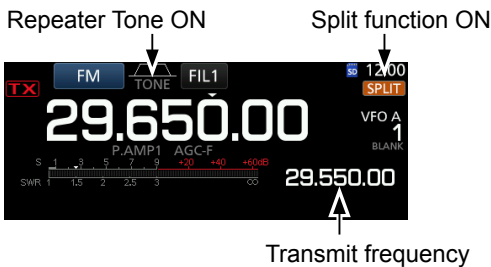 Repeater Tone ON Split function ON
FM TONE FIL1 SD 12:00
TX SPLIT
29.650.00 VFO A
1
P.AMP1 AGC-F BLANK
S 1 3 5 7 9 +20 +40 +60dB
SWR 1 1.5 2 2.5 3 ∞ 29.550.00
Transmit frequency